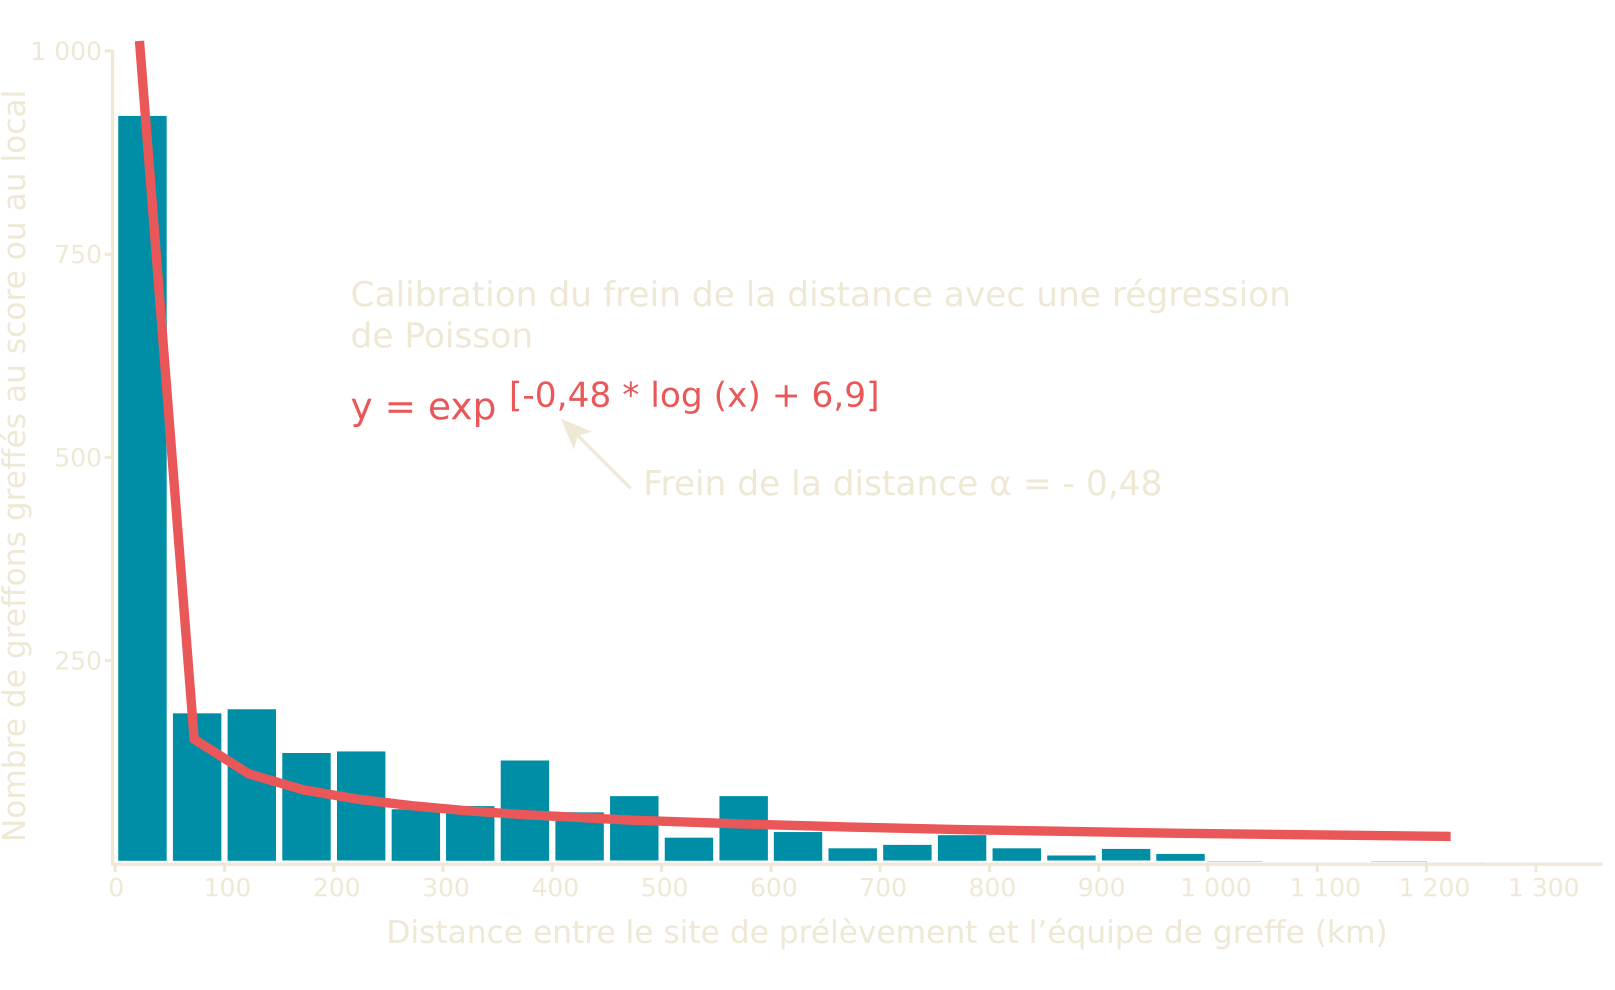 Nombre de greffons greffés au score ou au local
1 000
750
500
250
Calibration du frein de la distance avec une régression
de Poisson
y = exp [-0,48 * log (x) + 6,9]
Frein de la distance α = - 0,48
0 100 200 300 400 500 600 700 800 900 1 000 1 100 1 200 1 300
Distance entre le site de prélèvement et l’équipe de greffe (km)